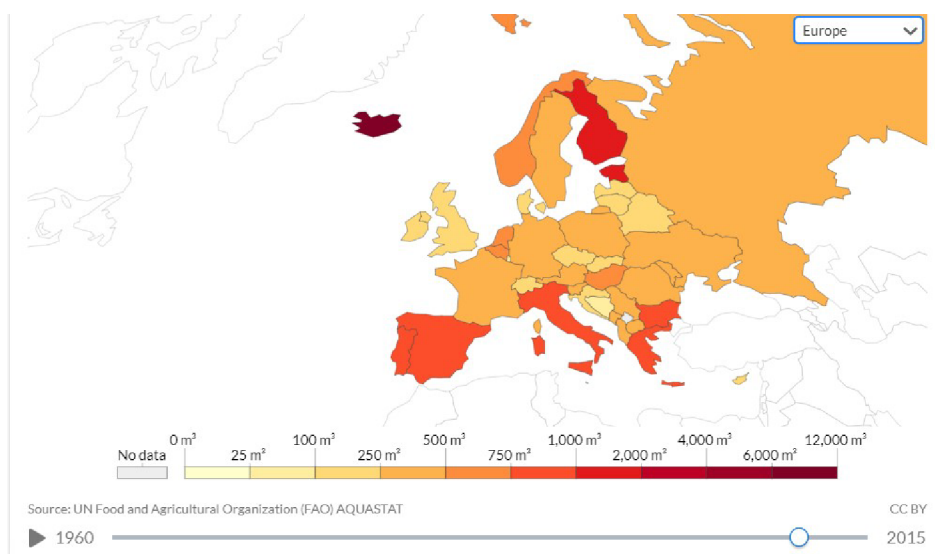 Europe
0 m³ 100 m³ 500 m³ 1,000 m³ 4,000 m³ 12,000 m³
No data 25 m³ 250 m³ 750 m³ 2,000 m³ 6,000 m³
Source: UN Food and Agricultural Organization (FAO) AQUASTAT CC BY
1960 2015